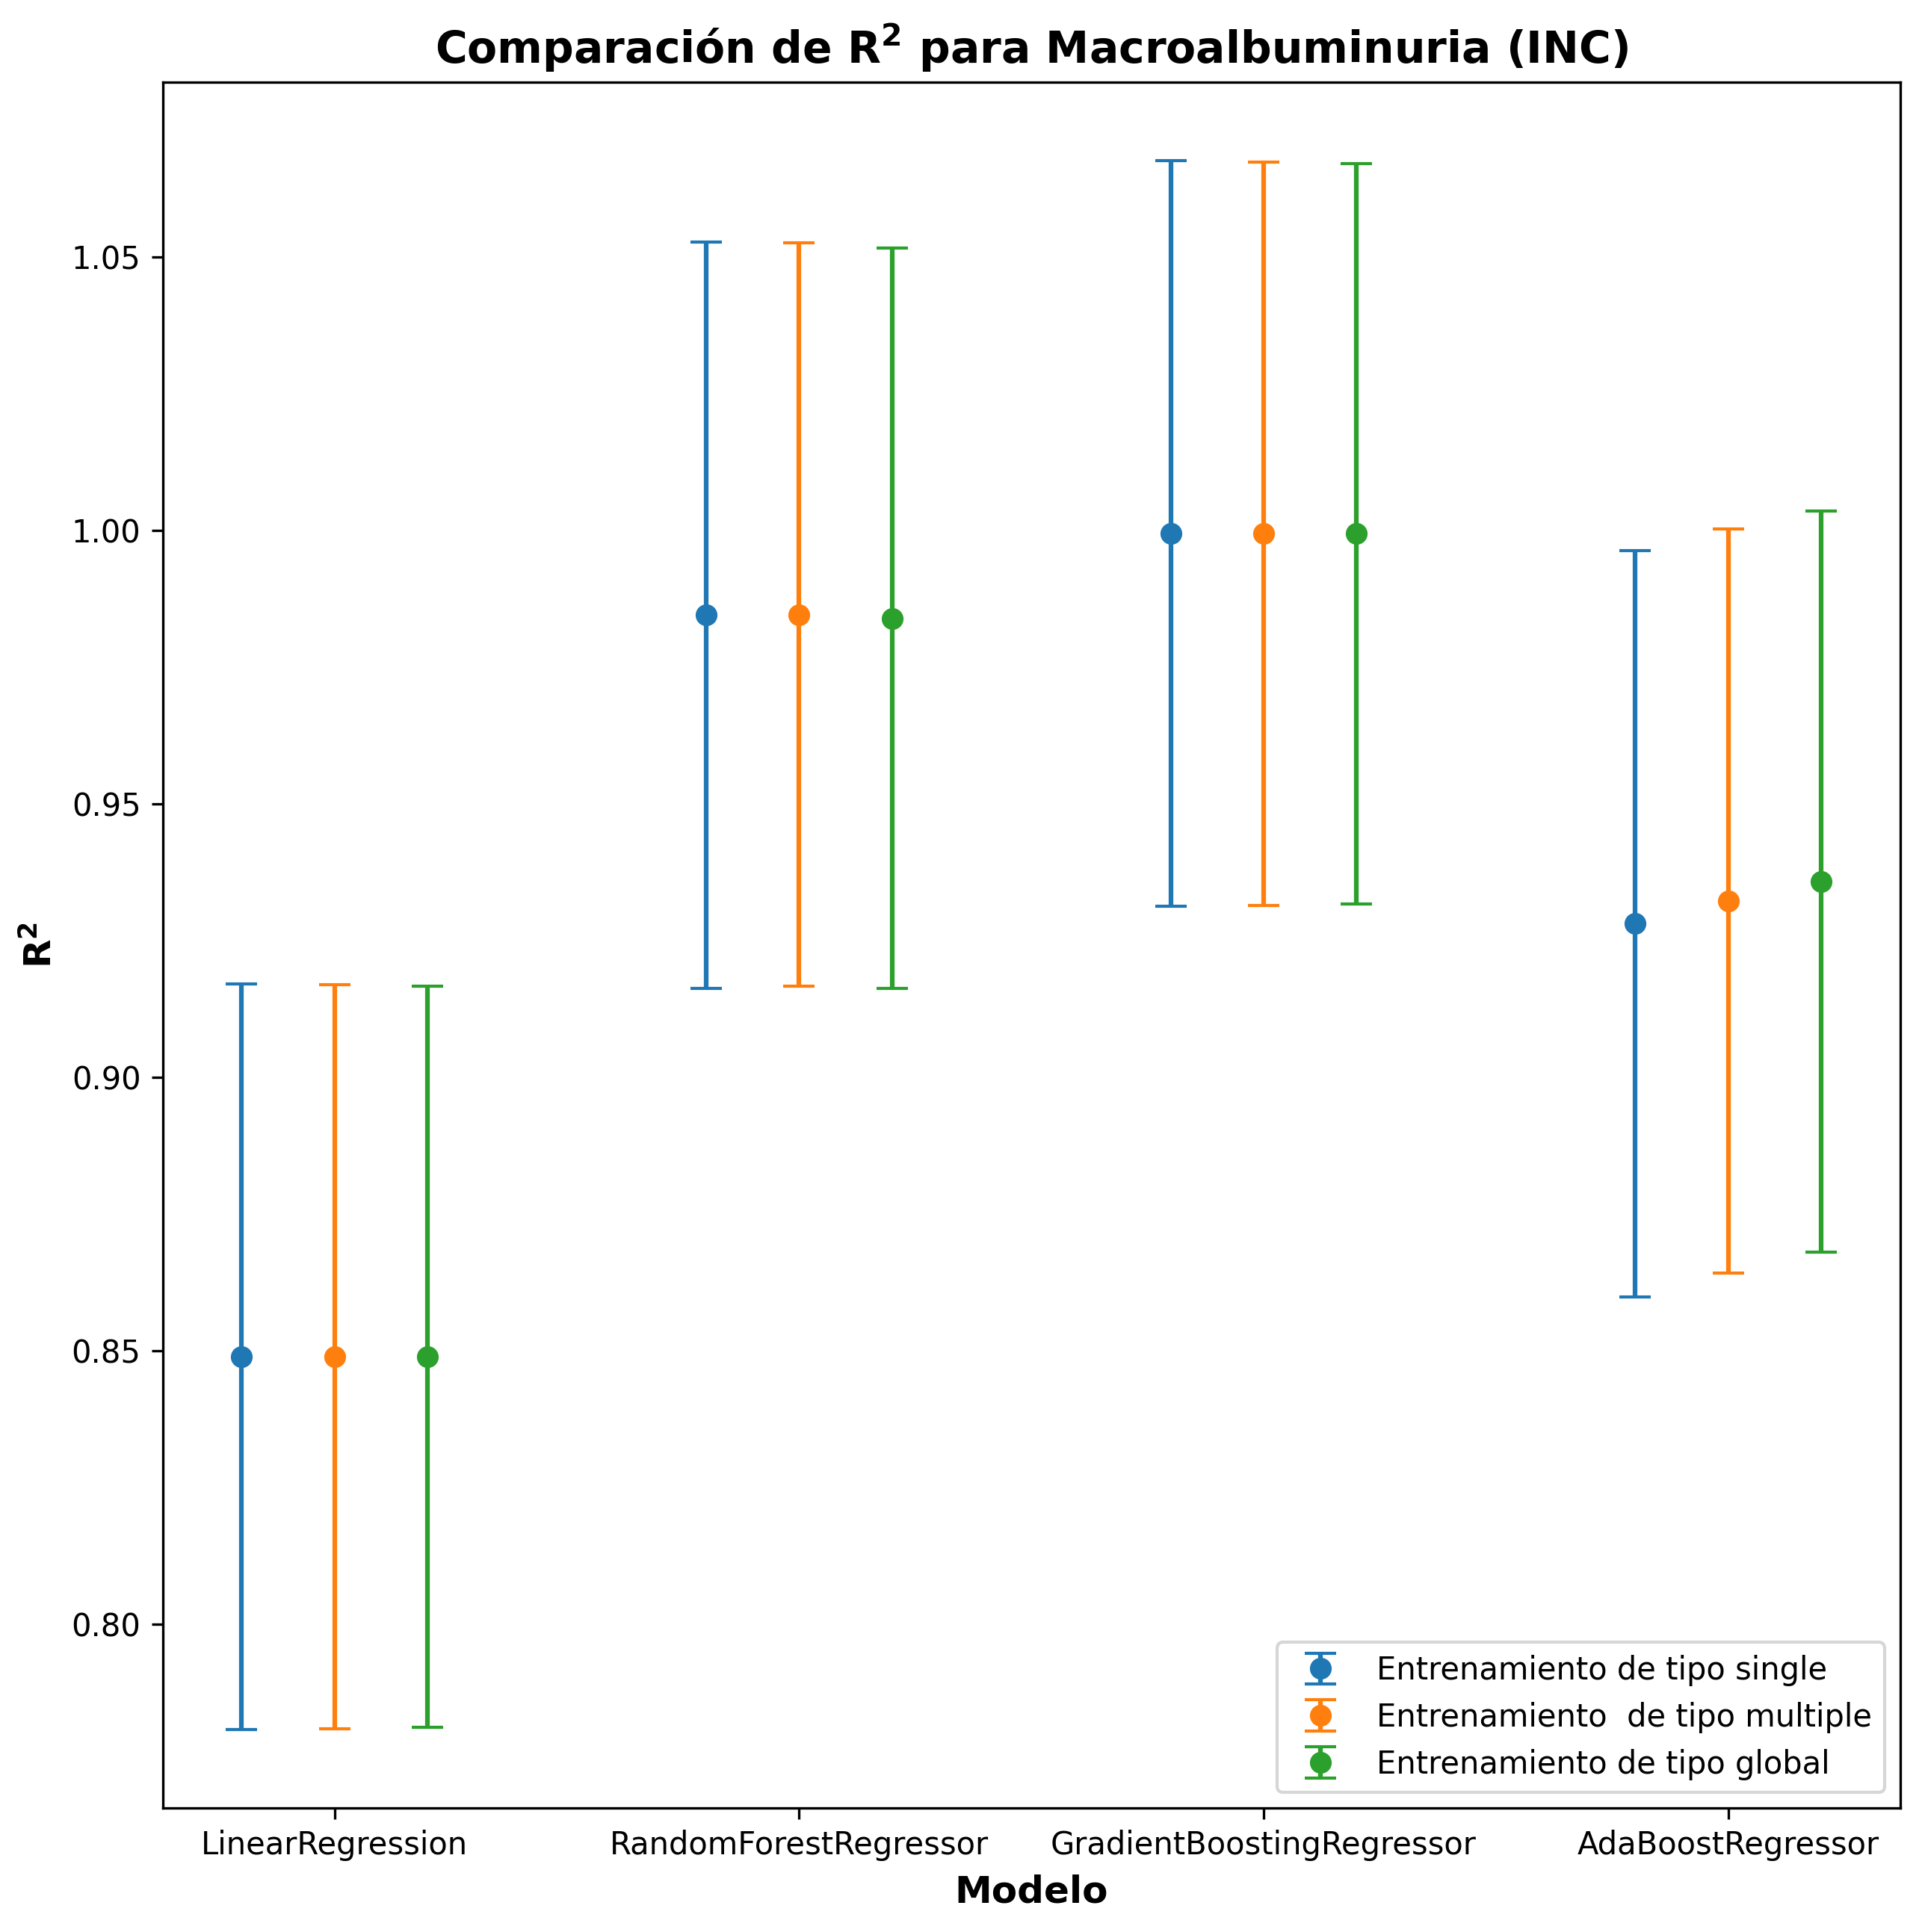 Comparación de R² para Macroalbuminuria (INC)
1.05
1.00
0.95
0.90
0.85
0.80
R²
LinearRegression
RandomForestRegressor
GradientBoostingRegressor
AdaBoostRegressor
Modelo
Entrenamiento de tipo single
Entrenamiento  de tipo multiple
Entrenamiento de tipo global